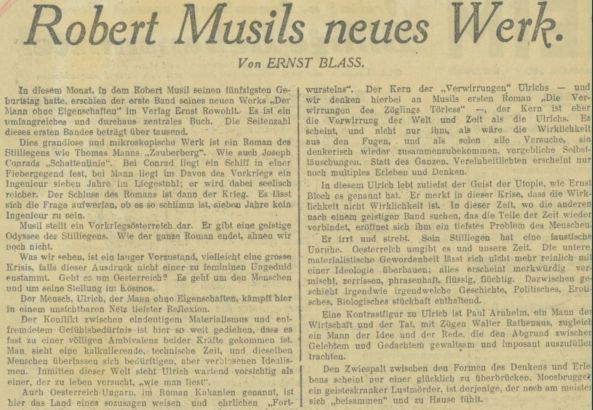 Robert Musils neues Werk.
Von ERNST BLASS.
In diesem Monat, in dem Robert Musil seinen fünfzigsten Ge-
burtstag hatte, erschien der erste Band seines neuen Werks „Der
Mann ohne Eigenschaften" im Verlag Ernst Rowohlt. Es ist ein
umfangreiches und durchaus zentrales Buch. Die Seitenzahl
dieses ersten Bandes beträgt über tausend.
Dies grandiose und mikroskopische Werk ist ein Roman des
Stilliegens wie Thomas Manns „Zauberberg". Wie auch Joseph
Conrads „Schattenlinie". Bei Conrad liegt ein Schiff in einer
Fiebergegend fest, bei Mann liegt im Davos des Vorkriegs ein
Ingenieur sieben Jahre im Liegestuhl; er wird dabei seelisch
reicher. Der Schluss des Romans ist dann der Krieg. Es lässt
sich die Frage aufwerfen, ob es so schlimm ist, sieben Jahre kein
Ingenieur zu sein.
Musil stellt ein Vorkriegsösterreich dar. Er gibt eine geistige
Odysee des Stilliegens. Wie der ganze Roman endet, ahnen wir
noch nicht.
Was wir sehen, ist ein langer Vorzustand, vielleicht eine grosse
Krisis, falls dieser Ausdruck nicht einer zu femininen Ungeduld
entstammt. Geht es um Oesterreich? Es geht um den Menschen
und um seine Stellung im Kosmos.
Der Mensch, Ulrich, der Mann ohne Eigenschaften, kämpft hier
in einem unsichtbaren Netz tiefster Reflexion.
Der Konflikt zwischen eindeutigem Materialismus und ent-
fremdetem Gefühlsbedürfnis ist hier so weit gediehen, dass es
fast zu einer völligen Ambivalenz beider Kräfte gekommen ist.
Man sieht eine kalkulierende, technische Zeit, und dieselben
Menschen überlassen sich bedürftigen, aber verblasenen Idealis-
men. Inmitten dieser Welt steht Ulrich wartend vorsichtig als
einer, der zu leben versucht, „wie man liest".
Auch Oesterreich-Ungarn, im Roman Kakanien genannt, ist
hier das Land eines sozusagen weisen und ehrlichen „Fort-
wursteins". Der Kern der „Verwirrungen" Ulrichs — und
wir denken hierbei an Musils ersten Roman „Die Ver-
wirrungen des Zöglings Törless" —, der Kern ist eher
die Verwirrung der Welt und Zeit als die Ulrichs. Es
scheint, und nicht nur ihm, als wäre die Wirklichkeit
aus den Fugen, und als seien alle Versuche, sie
denkerisch wieder zusammenzubekommen, vergebliche Selbst-
täuschungen. Statt des Ganzen, Vereinheitlichten erscheint nur
noch multiples Erleben und Denken.
In diesem Ulrich lebt zutiefst der Geist der Utopie, wie Ernst
Bloch es genannt hat. Er merkt in dieser Krise, dass die Wirk-
lichkeit nicht Wirklichkeit ist. In dieser Zeit, wo die anderen
nach einem geistigen Band suchen, das die Teile der Zeit wieder
verbindet, eröffnet sich ihm ein tiefstes Problem des Menschen.
Er irrt und strebt. Sein Stilliegen hat eine faustische
Unruhe. Oesterreich umgibt es und unsere Zeit. Die unsere
materialistische Gewordenheit lässt sich nicht mehr reinlich mit
einer Ideologie überbauen; alles erscheint merkwürdig ver-
mischt, zerrissen, phrasenhaft, flüssig, flüchtig. Dazwischen ge-
schieht irgendwie irgendwelche Geschichte, Politisches, Eroti-
sches, Biologisches stückhaft enthaltend.
Eine Kontrastfigur zu Ulrich ist Paul Arnheim, ein Mann der
Wirtschaft und der Tat, mit Zügen Walter Rathenaus, zugleich
ein Mann der Idee und der Rede, die den Abgrund zwischen
Gelebtem und Gedachtem gewaltsam und imposant auszufüllen
trachten.
Den Zwiespalt zwischen den Formen des Denkens und Erle-
bens scheint nur einer glücklich zu überbrücken. Moosbrugger,
ein geisteskranker Lustmörder, ist derjenige, der noch am meisten
sich „beisammen" und zu Hause fühlt.